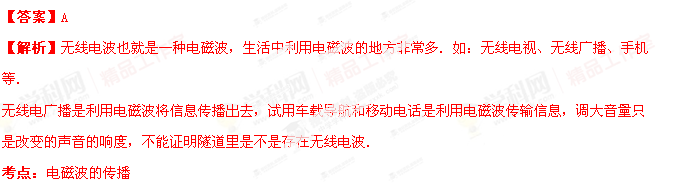 【答案】A
【解析】无线电波也就是一种电磁波，生活中利用电磁波的地方非常多．如：无线电视、无线广播、手机
等．
无线电广播是利用电磁波将信息传播出去，试用车载导航和移动电话是利用电磁波传输信息，调大音量只
是改变的声音的响度，不能证明隧道里是不是存在无线电波．
考点：电磁波的传播